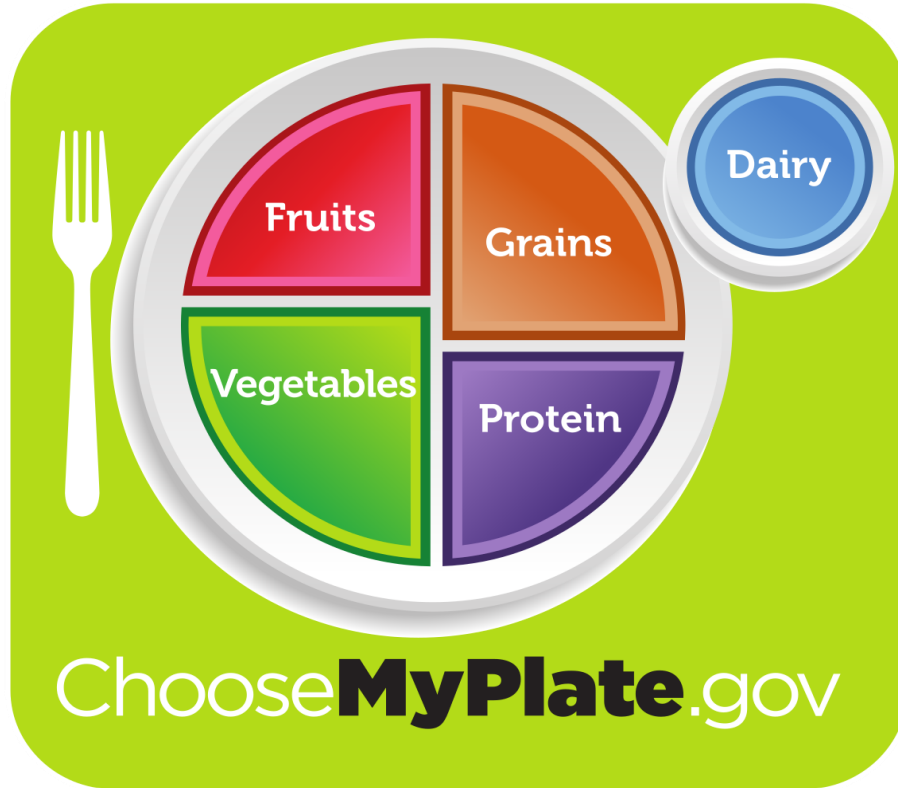 Fruits
Grains
Dairy
Vegetables
Protein
ChooseMyPlate.gov